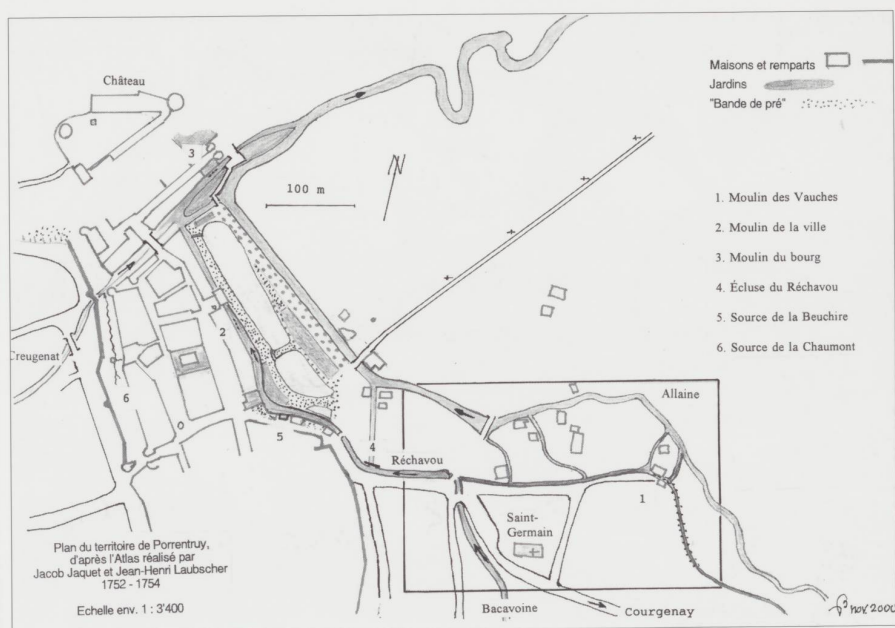 Château
Maisons et remparts
Jardins
"Bande de pré"
3
100 m
N
1. Moulin des Vauches
2. Moulin de la ville
3. Moulin du bourg
4. Écluse du Réchavou
5. Source de la Beuchire
6. Source de la Chaumont
2
Creugenat
6
Allaine
5
4
Réchavou
1
Saint-
Germain
Plan du territoire de Porrentruy,
d'après l'Atlas réalisé par
Jacob Jaquet et Jean-Henri Laubscher
1752 - 1754
Echelle env. 1 : 3'400
Bacavoine
Courgenay
nov. 2000